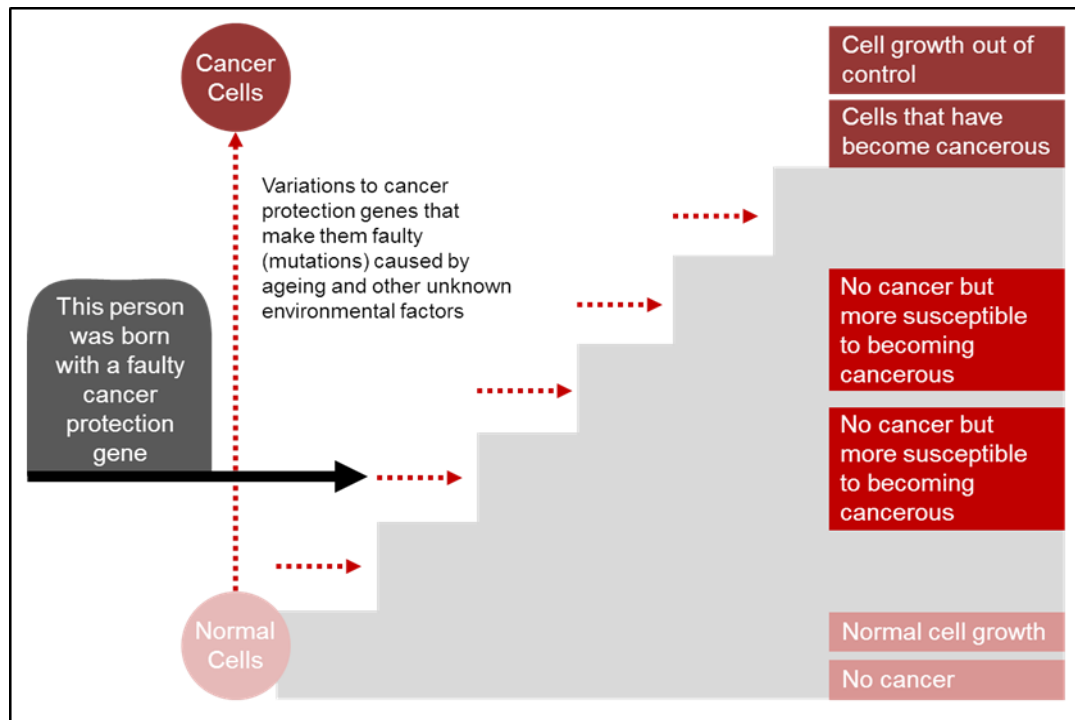 Cancer
Cells
Variations to cancer
protection genes that
make them faulty
(mutations) caused by
ageing and other unknown
environmental factors
This person
was born
with a faulty
cancer
protection
gene
Normal
Cells
Cell growth out of
control
Cells that have
become cancerous
No cancer but
more susceptible
to becoming
cancerous
No cancer but
more susceptible
to becoming
cancerous
Normal cell growth
No cancer